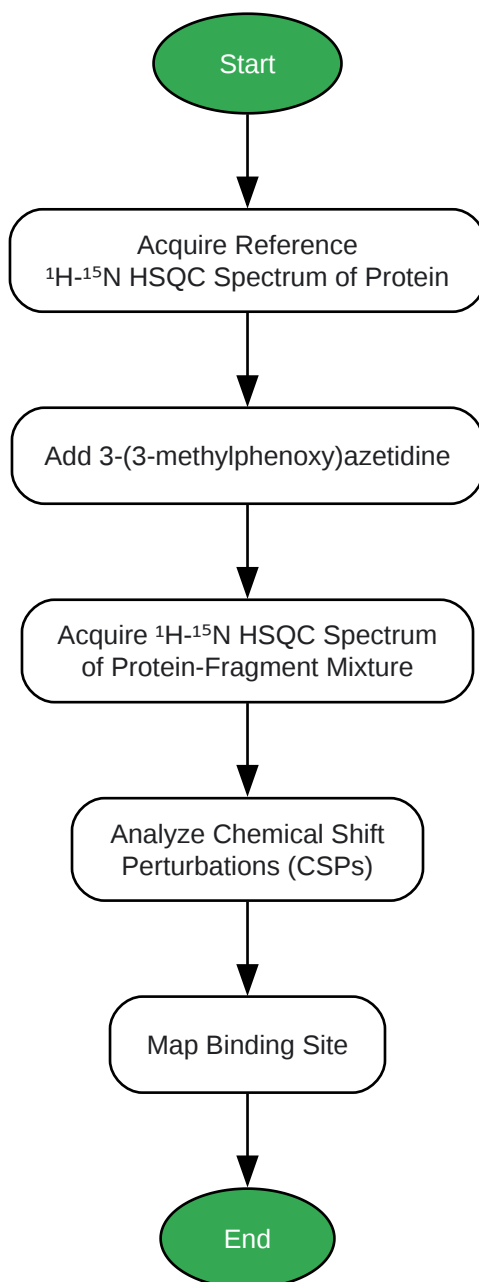 Start
Acquire Reference
¹H-¹⁵N HSQC Spectrum of Protein
Add 3-(3-methylphenoxy)azetidine
Acquire ¹H-¹⁵N HSQC Spectrum
of Protein-Fragment Mixture
Analyze Chemical Shift
Perturbations (CSPs)
Map Binding Site
End